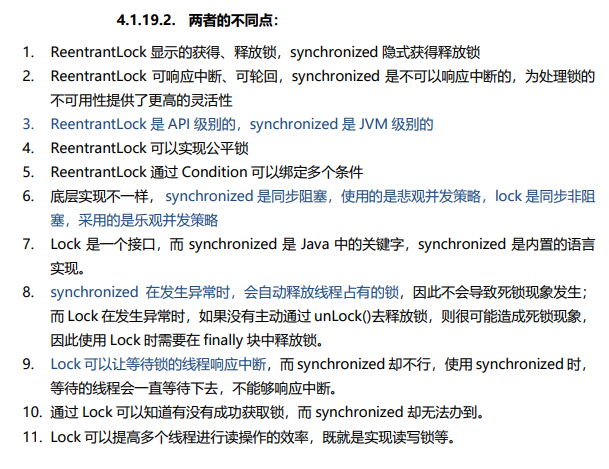 4.1.19.2. 两者的不同点：
1. ReentrantLock 显示的获得、释放锁，synchronized 隐式获得释放锁
2. ReentrantLock 可响应中断、可轮回，synchronized 是不可以响应中断的，为处理锁的
不可用性提供了更高的灵活性
3. ReentrantLock 是 API 级别的，synchronized 是 JVM 级别的
4. ReentrantLock 可以实现公平锁
5. ReentrantLock 通过 Condition 可以绑定多个条件
6. 底层实现不一样， synchronized 是同步阻塞，使用的是悲观并发策略，lock 是同步非阻
塞，采用的是乐观并发策略
7. Lock 是一个接口，而 synchronized 是 Java 中的关键字，synchronized 是内置的语言
实现。
8. synchronized 在发生异常时，会自动释放线程占有的锁，因此不会导致死锁现象发生；
而 Lock 在发生异常时，如果没有主动通过 unLock()去释放锁，则很可能造成死锁现象，
因此使用 Lock 时需要在 finally 块中释放锁。
9. Lock 可以让等待锁的线程响应中断，而 synchronized 却不行，使用 synchronized 时，
等待的线程会一直等待下去，不能够响应中断。
10. 通过 Lock 可以知道有没有成功获取锁，而 synchronized 却无法办到。
11. Lock 可以提高多个线程进行读操作的效率，既就是实现读写锁等。